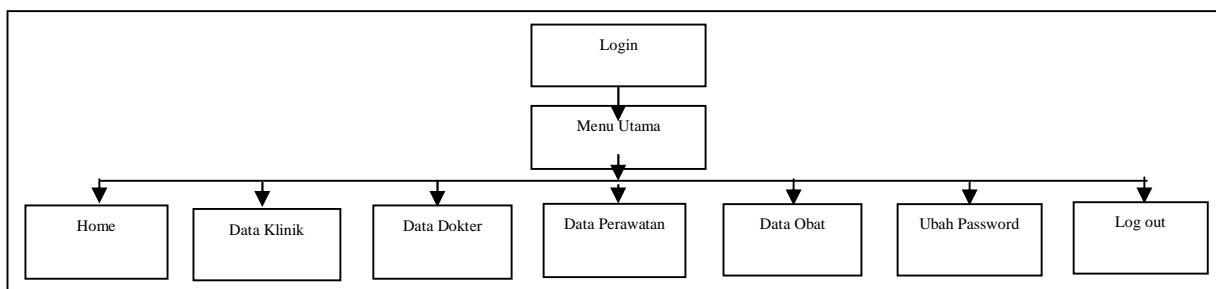 Login
Menu Utama
Home
Data Klinik
Data Dokter
Data Perawatan
Data Obat
Ubah Password
Log out